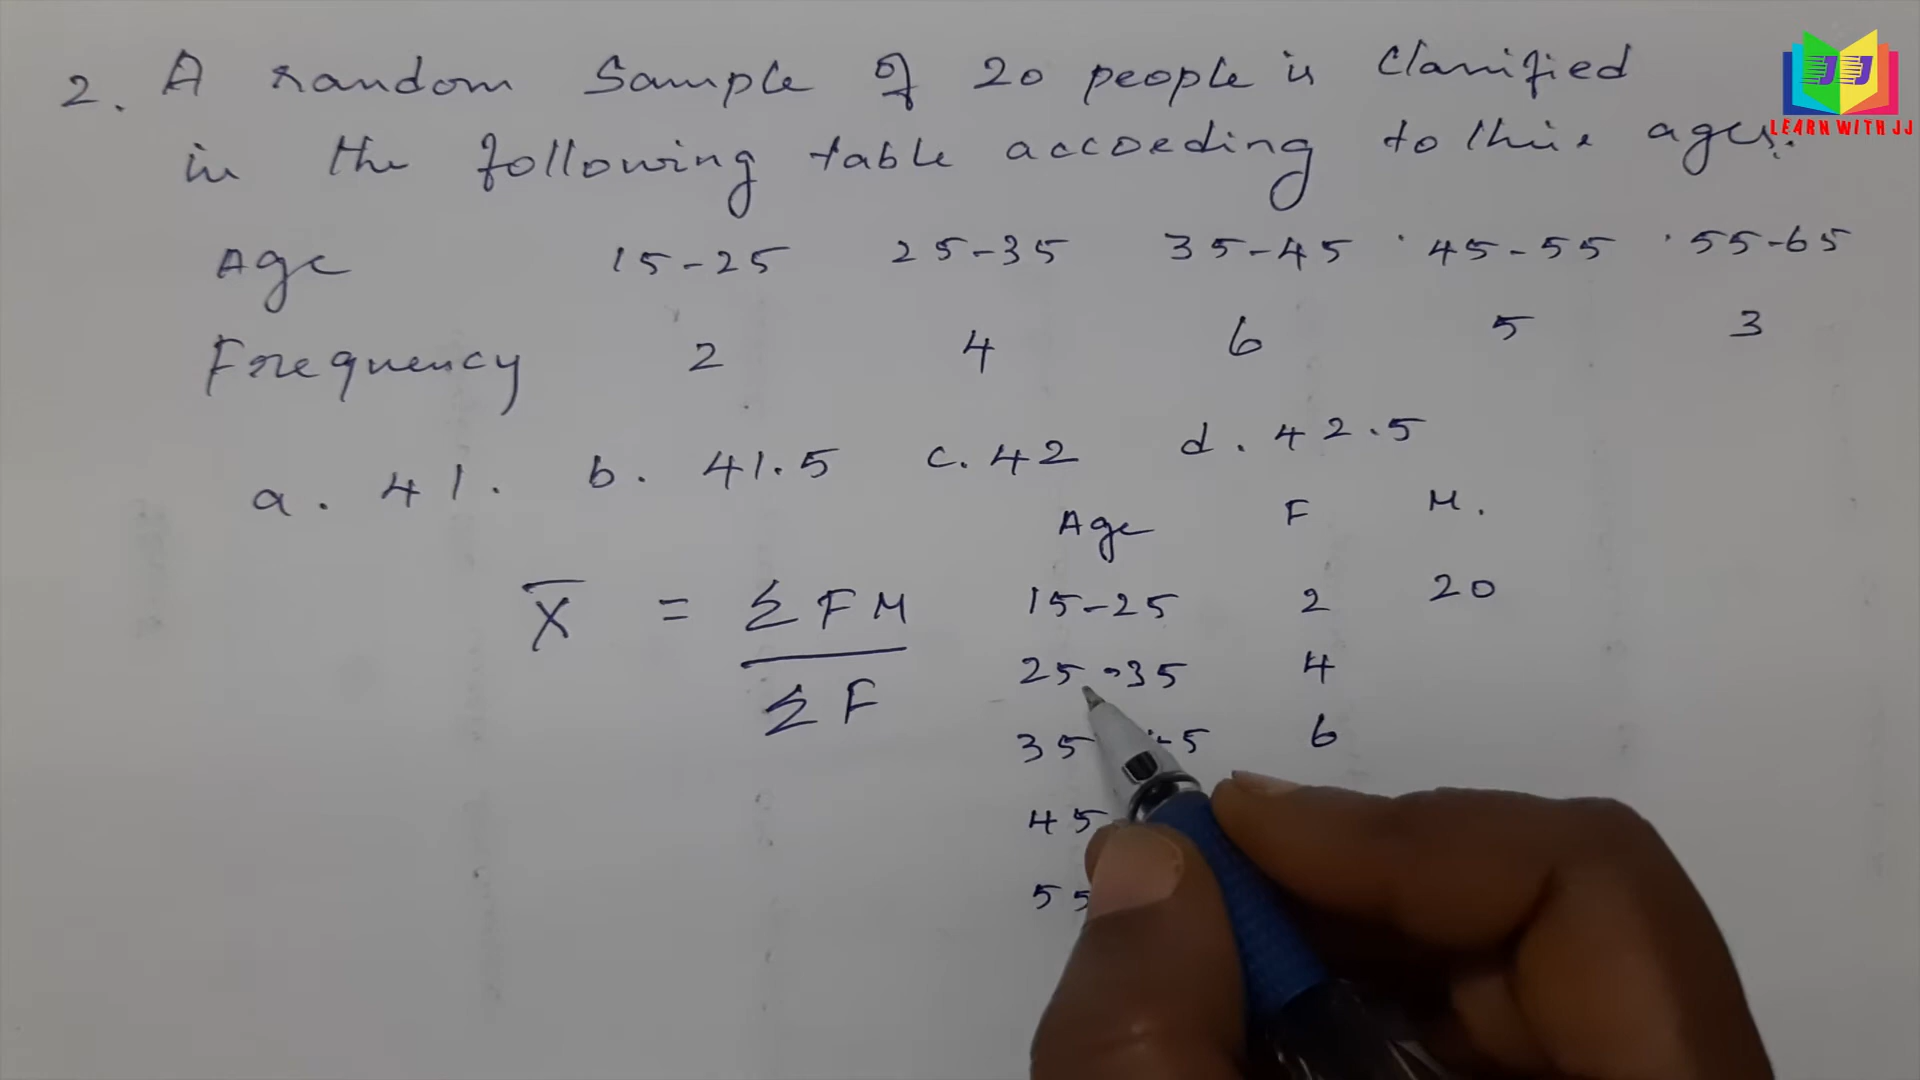 2. A random Sample of 20 people is Classified
in the following table according to their ages.
Age 15-25 25-35 35-45 45-55 55-65
Frequency 2 4 6 5 3
a. 41. b. 41.5 c. 42 d. 42.5
Age F M.
X̄ = ΣFM / ΣF
15-25 2 20
25-35 4
35 5 6
45
55
JJ
LEARN WITH JJ